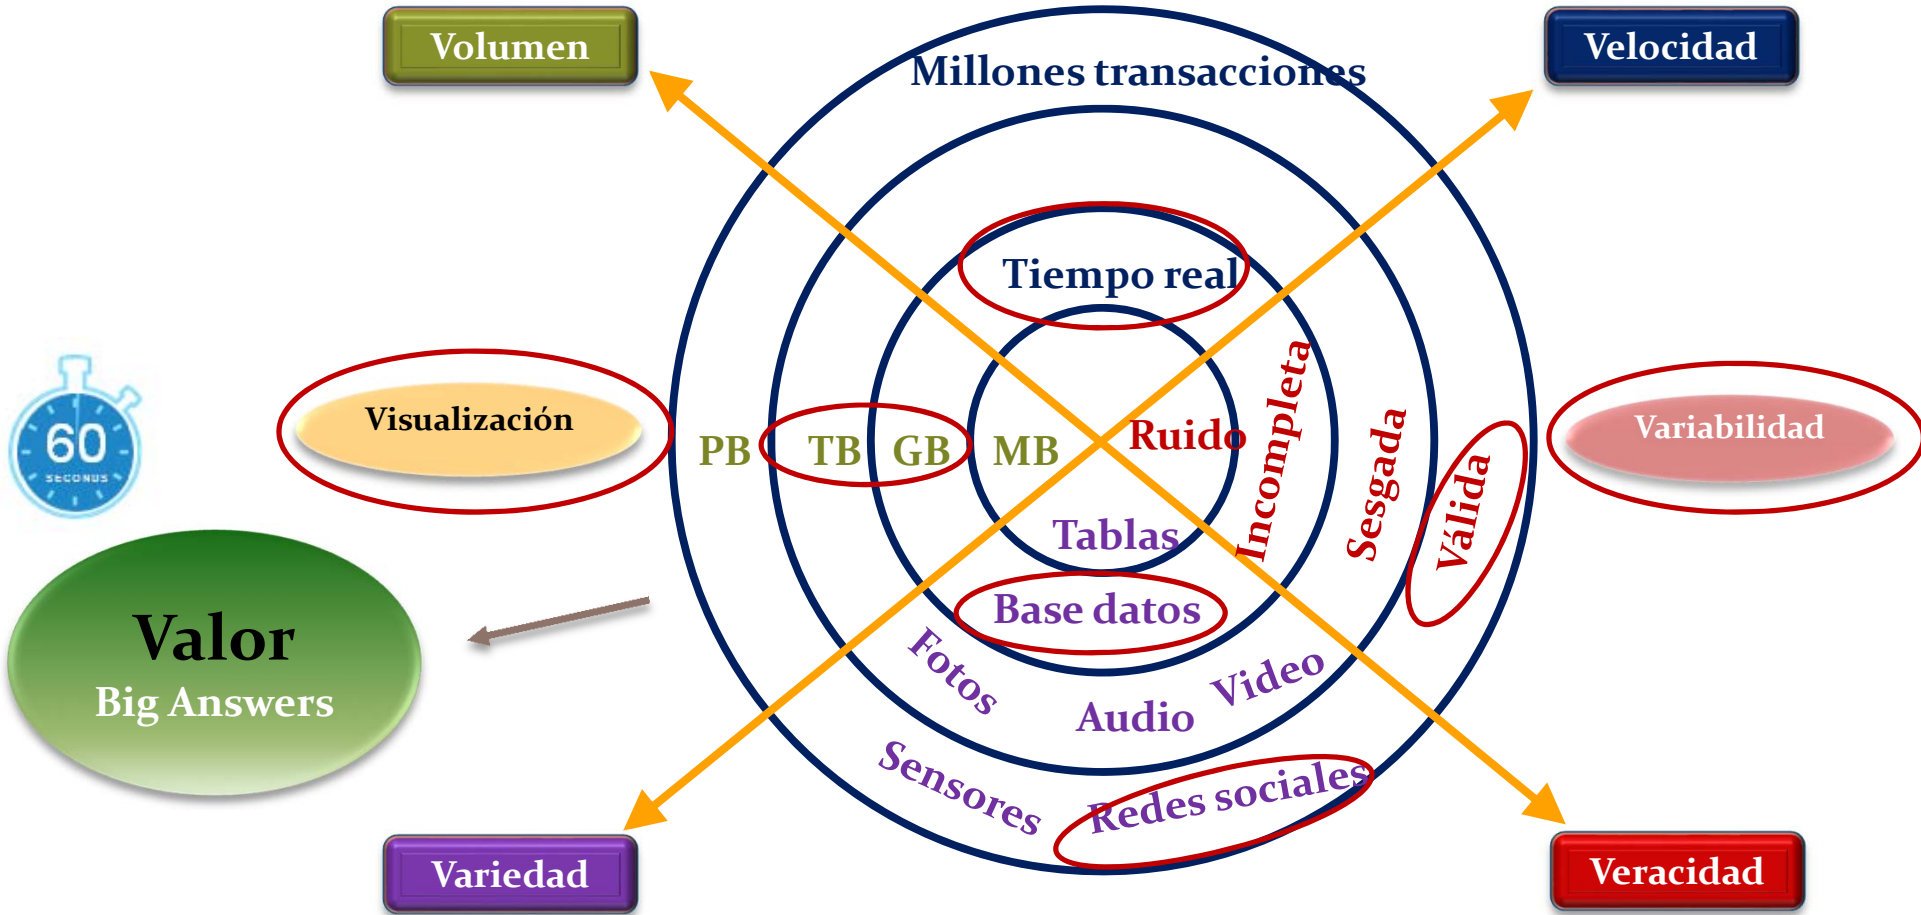 Volumen
Velocidad
Millones transacciones
Tiempo real
60
SECONDS
Visualización
PB
TB
GB
MB
Ruido
Incompleta
Sesgada
Válida
Variabilidad
Tablas
Base datos
Valor
Big Answers
Fotos
Audio
Video
Sensores
Redes sociales
Variedad
Veracidad